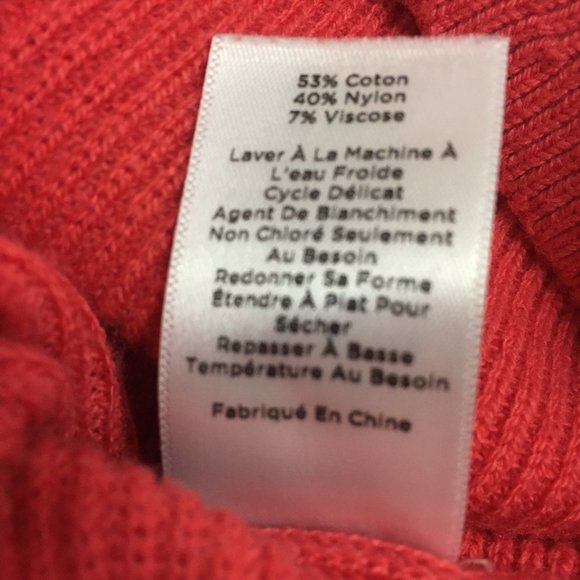 53% Coton
40% Nylon
7% Viscose
Laver À La Machine À
L'eau Froide
Cycle Délicat
Agent De Blanchiment
Non Chloré Seulement
Au Besoin
Redonner Sa Forme
Étendre À Plat Pour
Sécher
Repasser À Basse
Température Au Besoin
Fabriqué En Chine